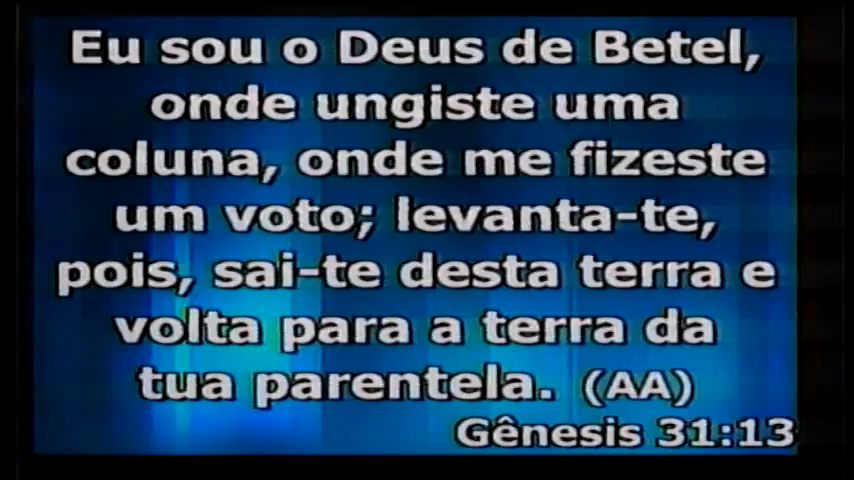 Eu sou o Deus de Betel,
onde ungiste uma
coluna, onde me fizeste
um voto; levanta-te,
pois, sai-te desta terra e
volta para a terra da
tua parentela. (AA)
Gênesis 31:13